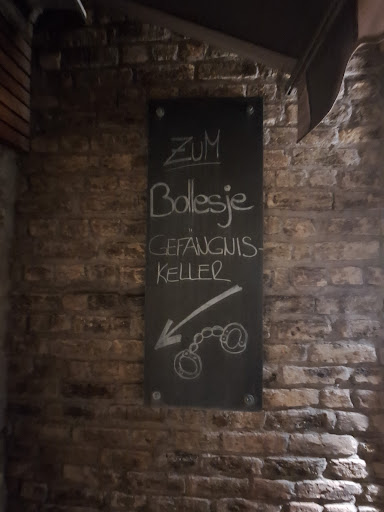 ZUM
Bollesje
GEFÄNGNIS-
KELLER